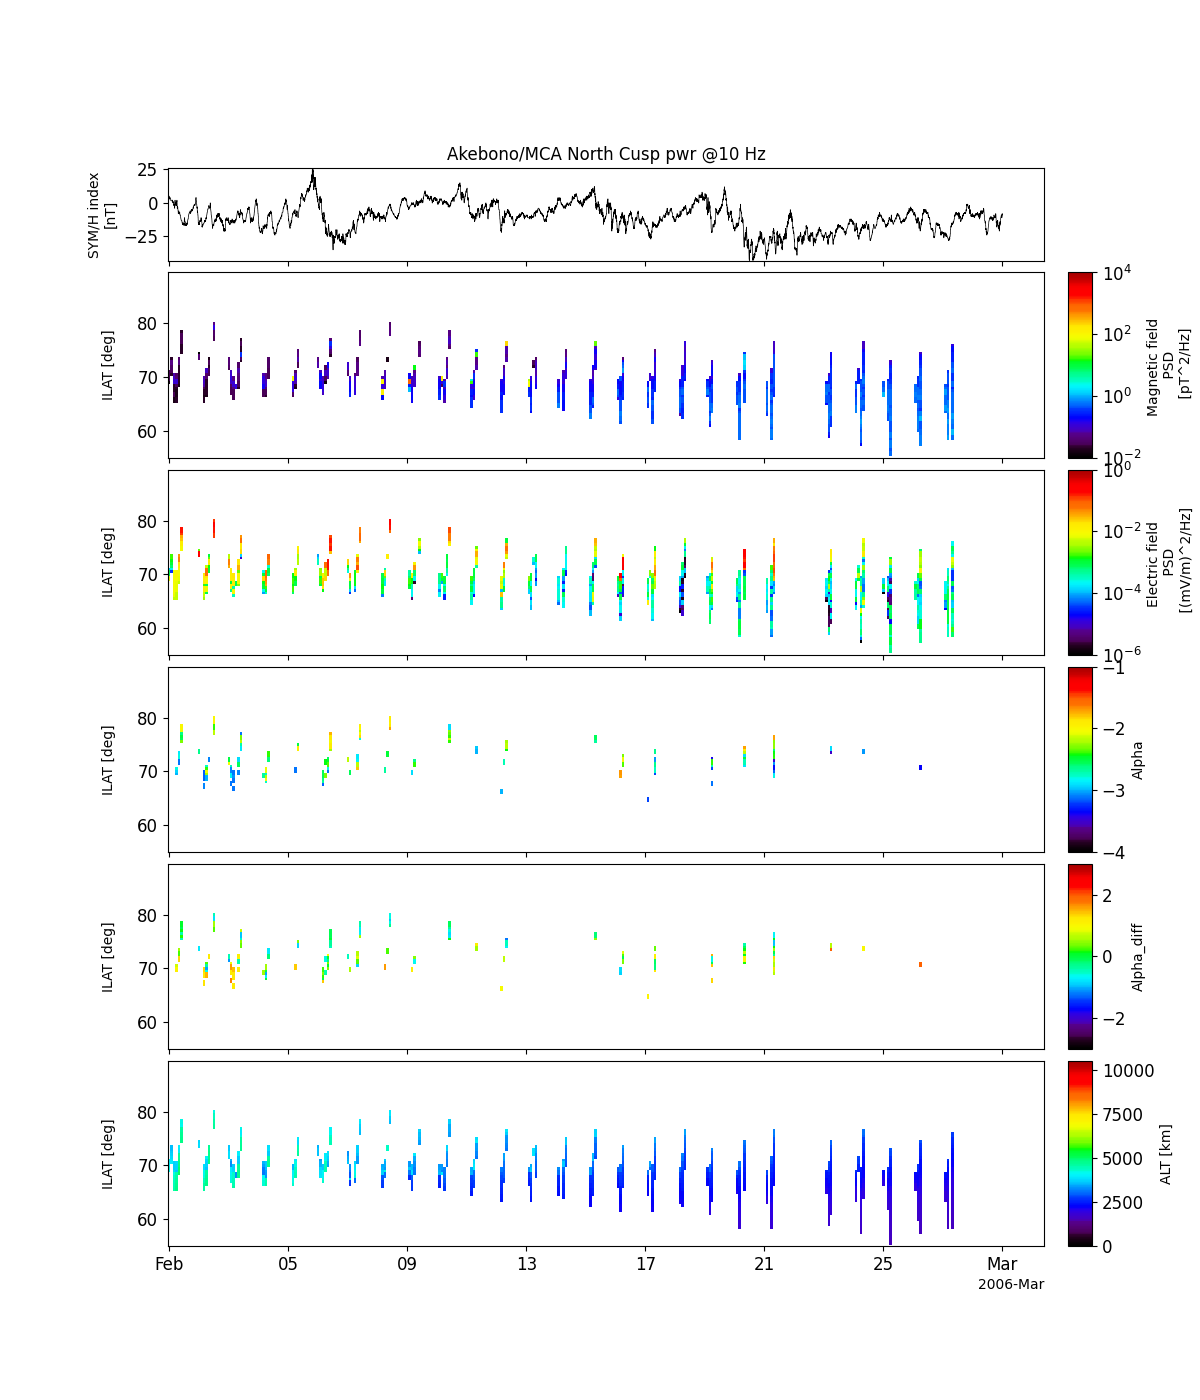 Akebono/MCA North Cusp pwr @10 Hz
SYM/H index
[nT]
25
0
−25
ILAT [deg]
80
70
60
10^4
10^2
10^0
10^−2
Magnetic field
PSD
[pT^2/Hz]
ILAT [deg]
80
70
60
10^0
10^−2
10^−4
10^−6
Electric field
PSD
[(mV/m)^2/Hz]
ILAT [deg]
80
70
60
−1
−2
−3
−4
Alpha
ILAT [deg]
80
70
60
2
0
−2
Alpha_diff
ILAT [deg]
80
70
60
10000
7500
5000
2500
0
ALT [km]
Feb 05 09 13 17 21 25 Mar
2006-Mar